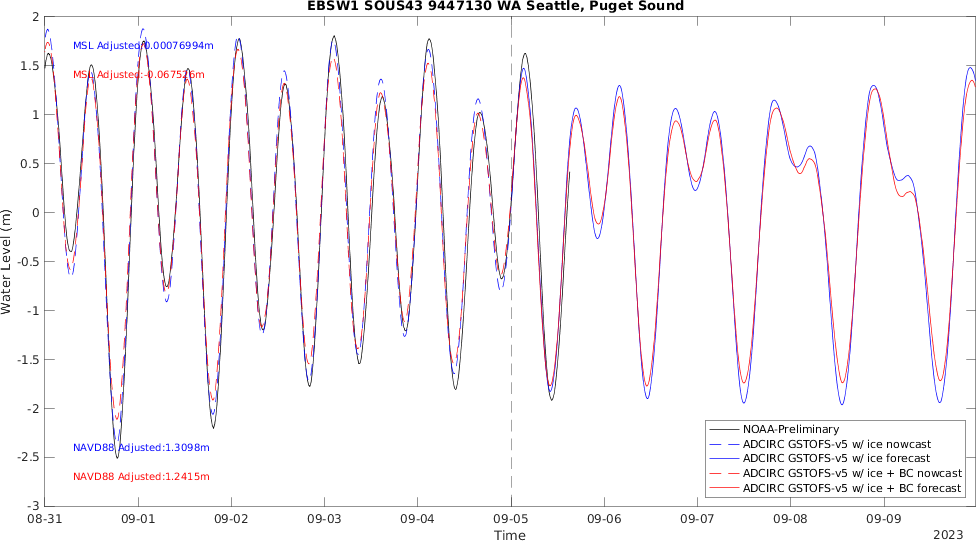 EBSW1 SOUS43 9447130 WA Seattle, Puget Sound
2
1.5
1
0.5
0
-0.5
-1
-1.5
-2
-2.5
-3
Water Level (m)
MSL Adjusted:0.00076994m
MSL Adjusted:-0.067526m
NAVD88 Adjusted:1.3098m
NAVD88 Adjusted:1.2415m
NOAA-Preliminary
ADCIRC GSTOFS-v5 w/ ice nowcast
ADCIRC GSTOFS-v5 w/ ice forecast
ADCIRC GSTOFS-v5 w/ ice + BC nowcast
ADCIRC GSTOFS-v5 w/ ice + BC forecast
08-31 09-01 09-02 09-03 09-04 09-05 09-06 09-07 09-08 09-09
Time
2023